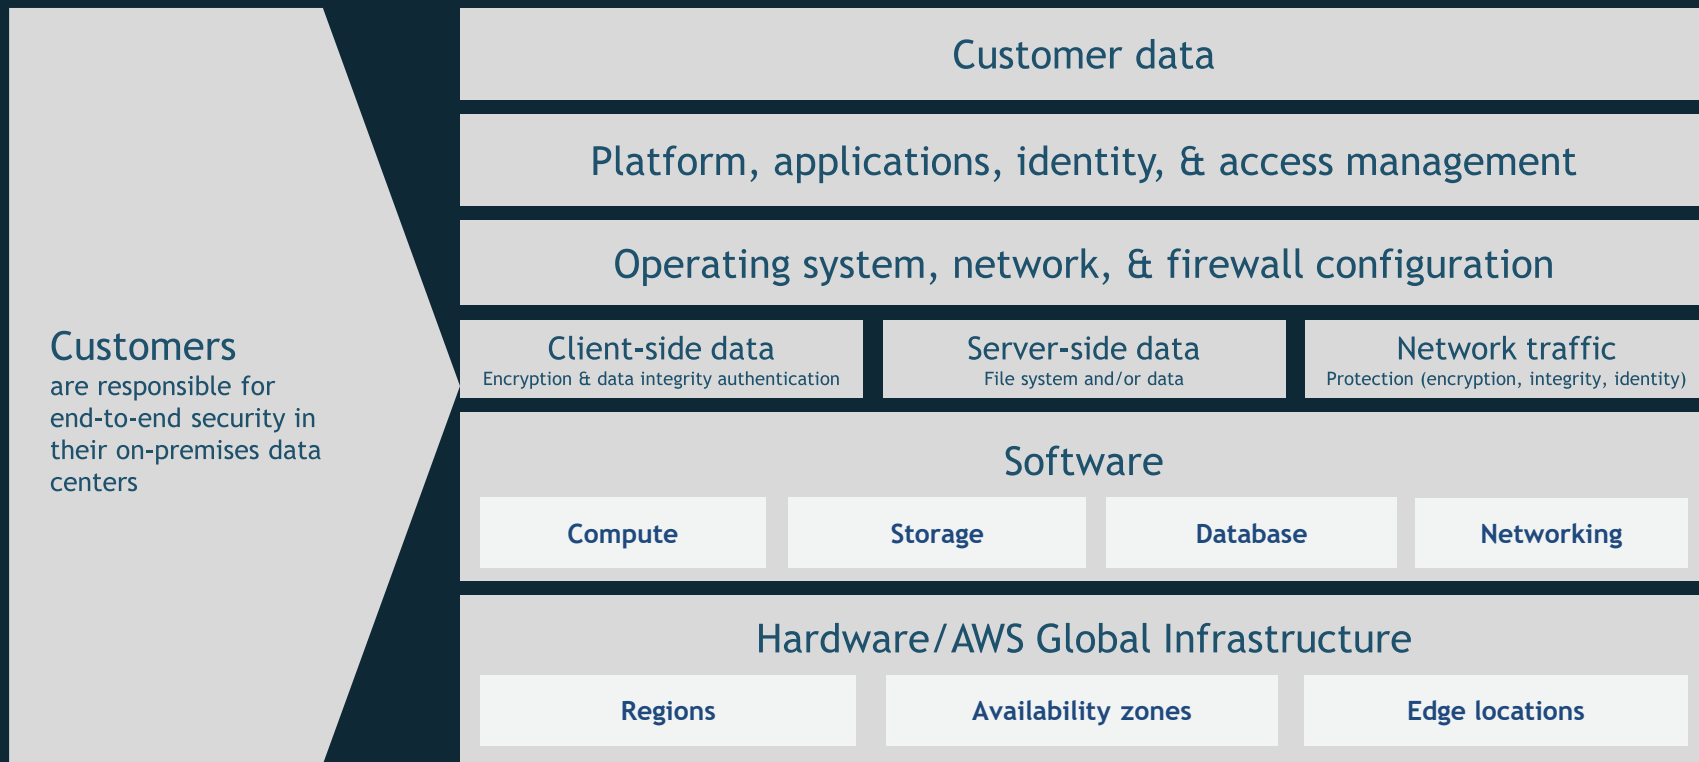 Customers
are responsible for
end-to-end security in
their on-premises data
centers
Customer data
Platform, applications, identity, & access management
Operating system, network, & firewall configuration
Client-side data
Encryption & data integrity authentication
Server-side data
File system and/or data
Network traffic
Protection (encryption, integrity, identity)
Software
Compute
Storage
Database
Networking
Hardware/AWS Global Infrastructure
Regions
Availability zones
Edge locations